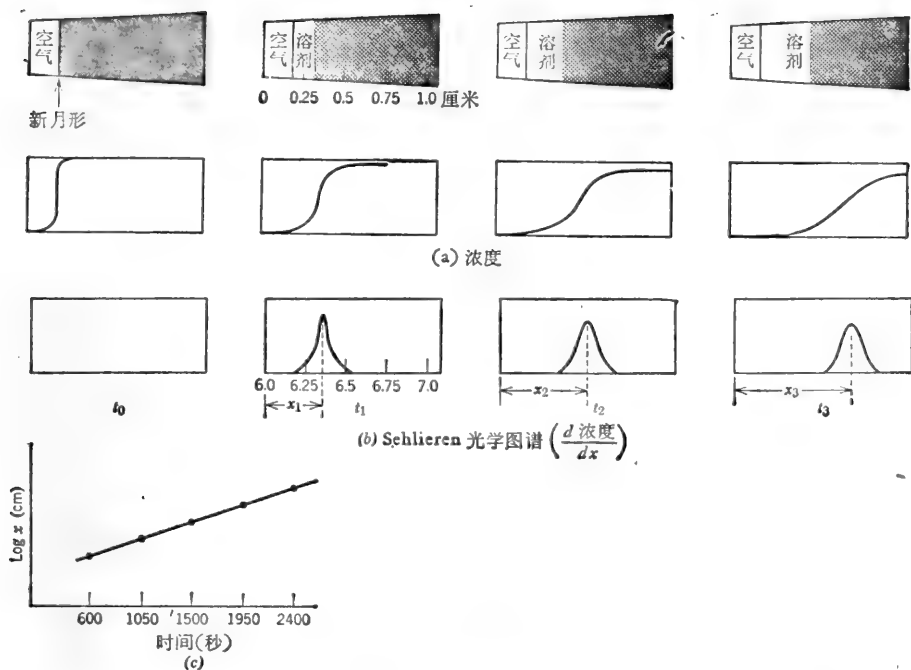 空气
空气 溶剂
空气 溶剂
空气 溶剂
0 0.25 0.5 0.75 1.0 厘米
新月形
(a) 浓度
6.0 6.25 6.5 6.75 7.0
t₀ x₁ t₁ x₂ t₂ x₃ t₃
(b) Sehlieren 光学图谱 (d 浓度/dx)
Log x (cm)
600 1050 1500 1950 2400
时间(秒)
(c)